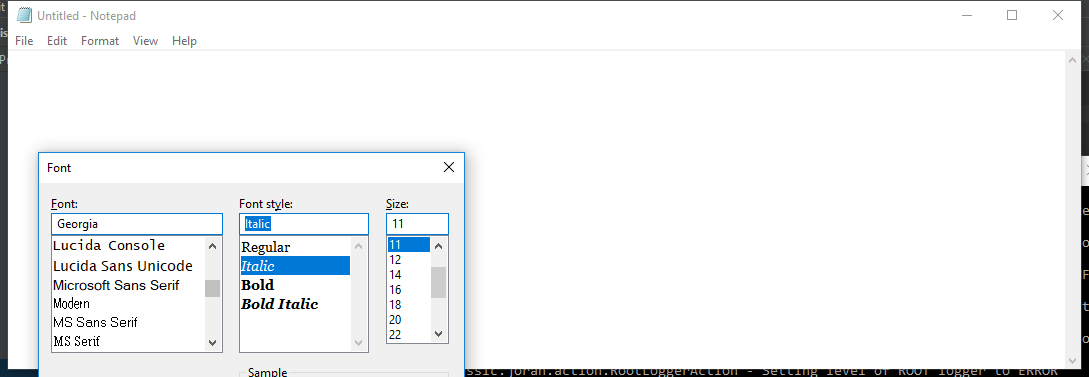 Untitled - Notepad
File Edit Format View Help
Font
Font: Font style: Size:
Georgia Italic 11
Lucida Console Regular 11
Lucida Sans Unicode Italic 12
Microsoft Sans Serif Bold 14
Modern Bold Italic 16
MS Sans Serif 18
MS Serif 20
22
Sample
ssic.joran.action.RootLoggerAction - Setting level of ROOT logger to ERROR